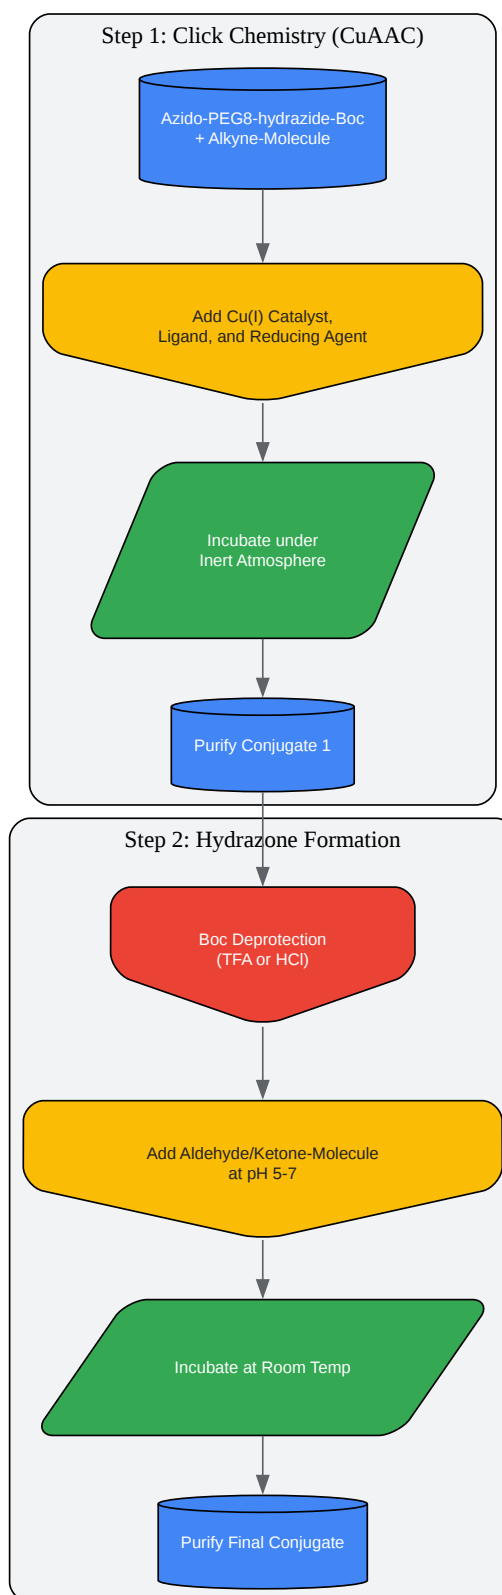 Step 1: Click Chemistry (CuAAC)
Azido-PEG8-hydrazide-Boc
+ Alkyne-Molecule
Add Cu(I) Catalyst,
Ligand, and Reducing Agent
Incubate under
Inert Atmosphere
Purify Conjugate 1
Step 2: Hydrazone Formation
Boc Deprotection
(TFA or HCl)
Add Aldehyde/Ketone-Molecule
at pH 5-7
Incubate at Room Temp
Purify Final Conjugate